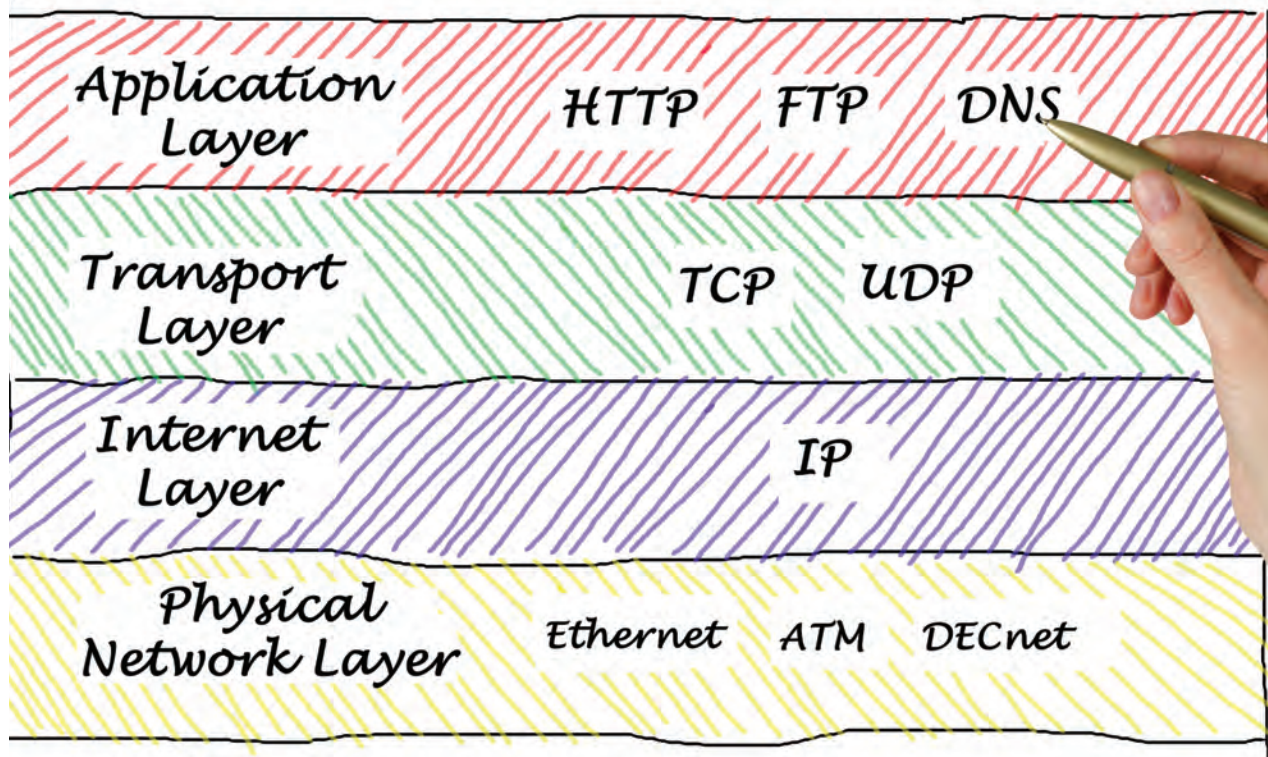 Application
Layer
HTTP FTP DNS
Transport
Layer
TCP UDP
Internet
Layer
IP
Physical
Network Layer
Ethernet ATM DECnet